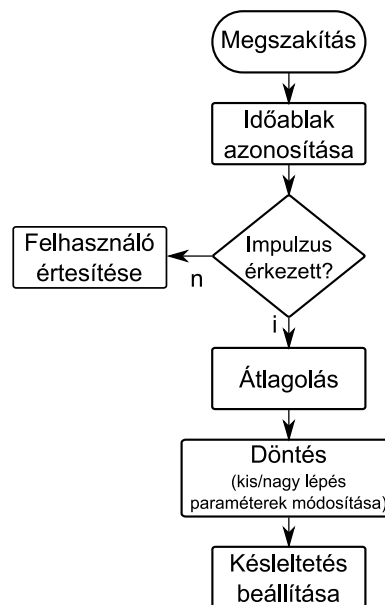 Megszakítás
Időablak
azonosítása
Impulzus
érkezett?
Felhasználó
értesítése
n
i
Átlagolás
Döntés
(kis/nagy lépés
paraméterek módosítása)
Késleltetés
beállítása